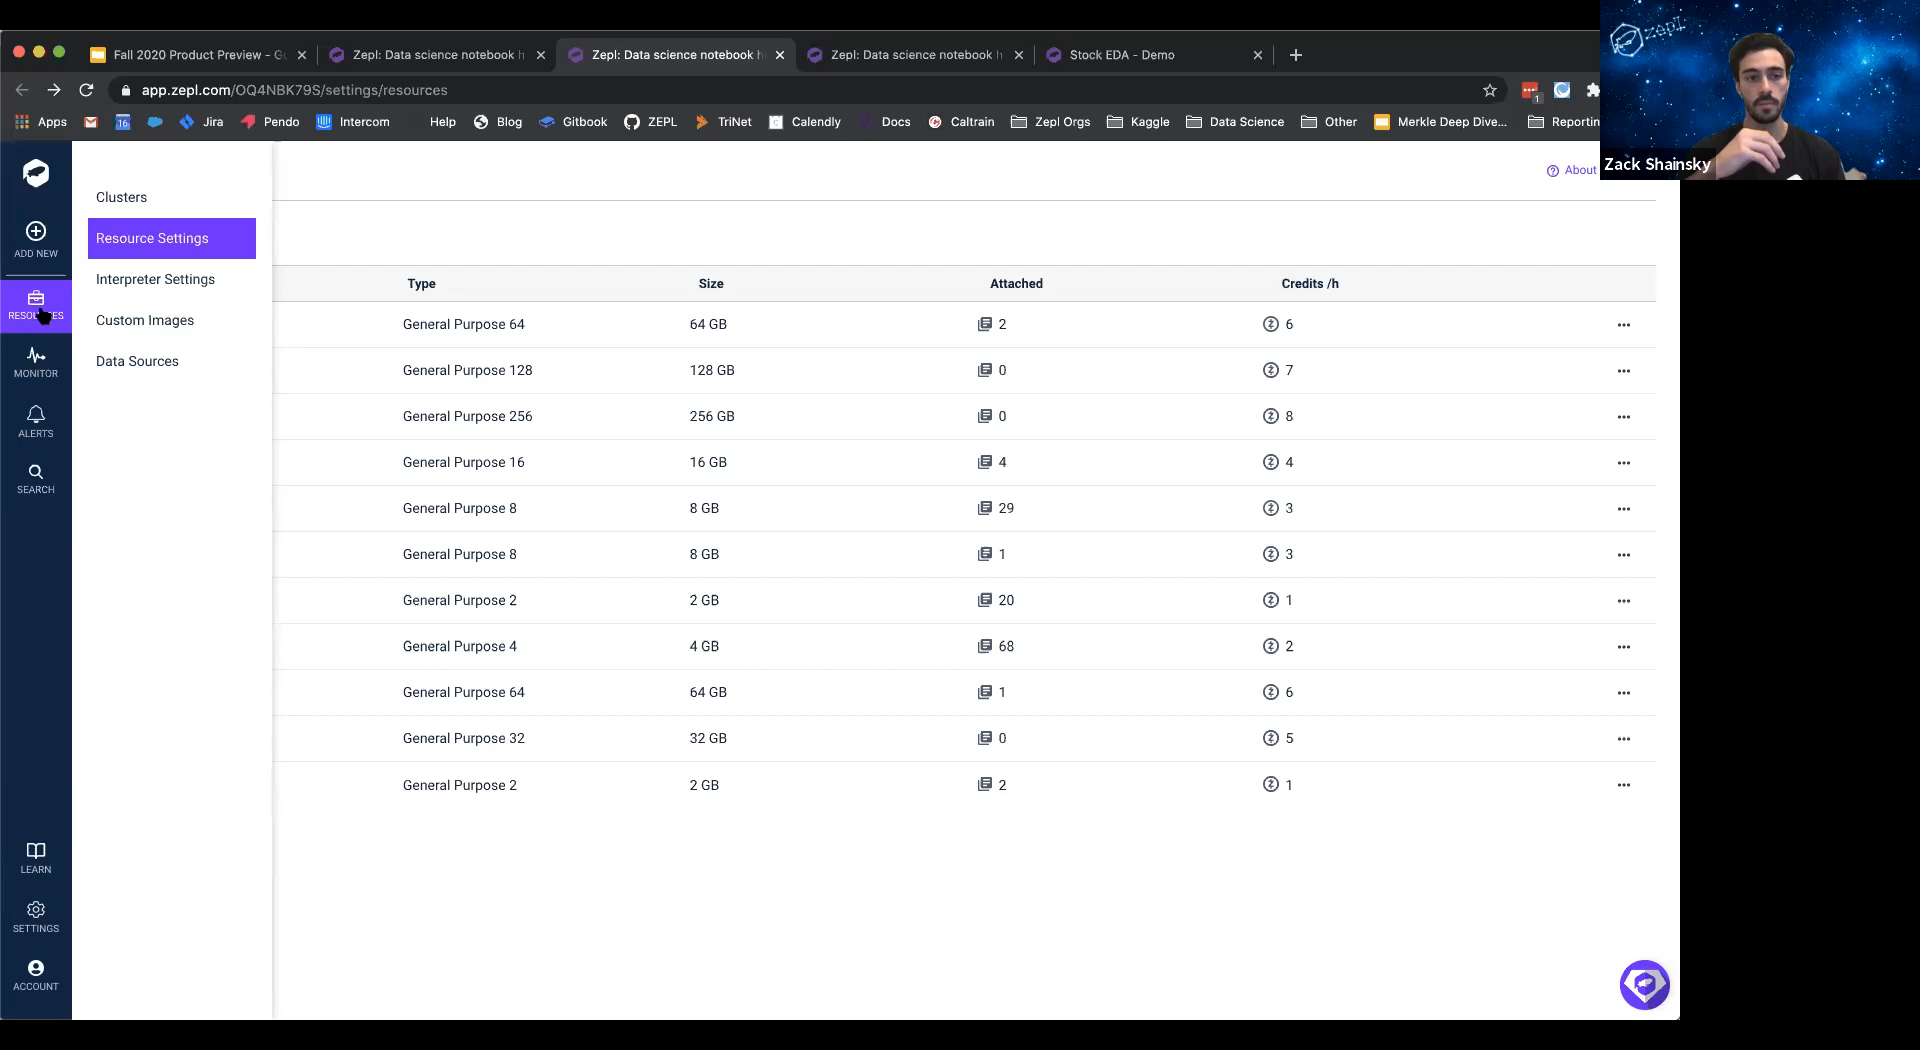 Fall 2020 Product Preview - G
Zepl: Data science notebook h
Zepl: Data science notebook h
Zepl: Data science notebook h
Stock EDA - Demo
zepl
app.zepl.com/OQ4NBK79S/settings/resources
1
Apps
16
Jira
Pendo
Intercom
Help
Blog
Gitbook
ZEPL
TriNet
Calendly
Docs
Caltrain
Zepl Orgs
Kaggle
Data Science
Other
Merkle Deep Dive...
Reportin
Zack Shainsky
About
ADD NEW
RESOURCES
MONITOR
ALERTS
SEARCH
LEARN
SETTINGS
ACCOUNT
Clusters
Resource Settings
Interpreter Settings
Custom Images
Data Sources
Type Size Attached Credits /h
General Purpose 64 64 GB 2 6 ...
General Purpose 128 128 GB 0 7 ...
General Purpose 256 256 GB 0 8 ...
General Purpose 16 16 GB 4 4 ...
General Purpose 8 8 GB 29 3 ...
General Purpose 8 8 GB 1 3 ...
General Purpose 2 2 GB 20 1 ...
General Purpose 4 4 GB 68 2 ...
General Purpose 64 64 GB 1 6 ...
General Purpose 32 32 GB 0 5 ...
General Purpose 2 2 GB 2 1 ...